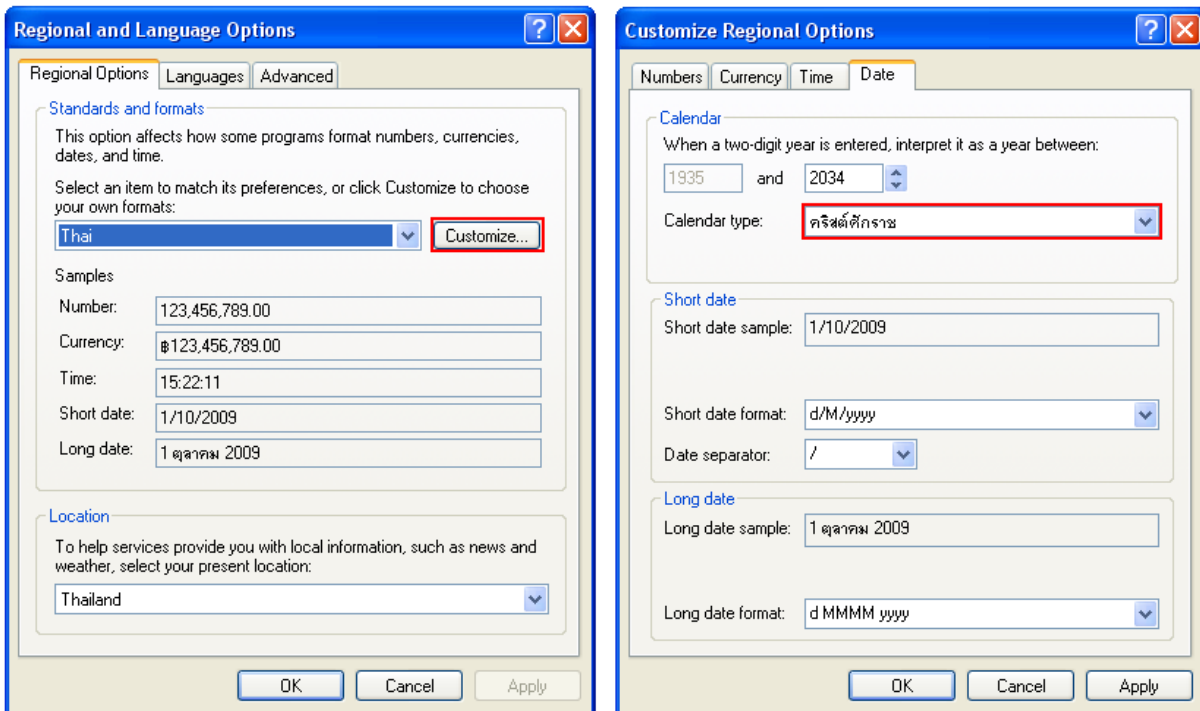 Regional and Language Options
Regional Options Languages Advanced
Standards and formats
This option affects how some programs format numbers, currencies,
dates, and time.
Select an item to match its preferences, or click Customize to choose
your own formats:
Thai Customize...
Samples
Number: 123,456,789.00
Currency: ฿123,456,789.00
Time: 15:22:11
Short date: 1/10/2009
Long date: 1 ตุลาคม 2009
Location
To help services provide you with local information, such as news and
weather, select your present location:
Thailand
OK Cancel Apply
Customize Regional Options
Numbers Currency Time Date
Calendar
When a two-digit year is entered, interpret it as a year between:
1935 and 2034
Calendar type: คริสต์ศักราช
Short date
Short date sample: 1/10/2009
Short date format: d/M/yyyy
Date separator: /
Long date
Long date sample: 1 ตุลาคม 2009
Long date format: d MMMM yyyy
OK Cancel Apply